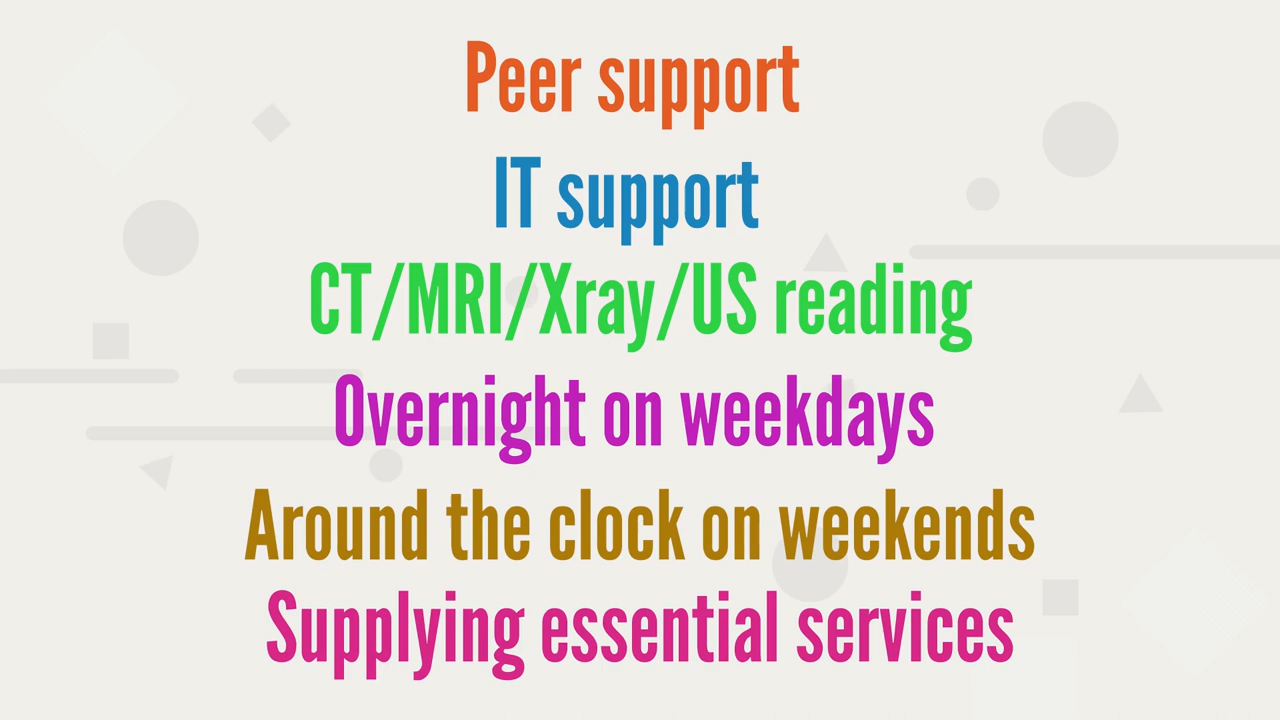 Peer support
IT support
CT/MRI/Xray/US reading
Overnight on weekdays
Around the clock on weekends
Supplying essential services